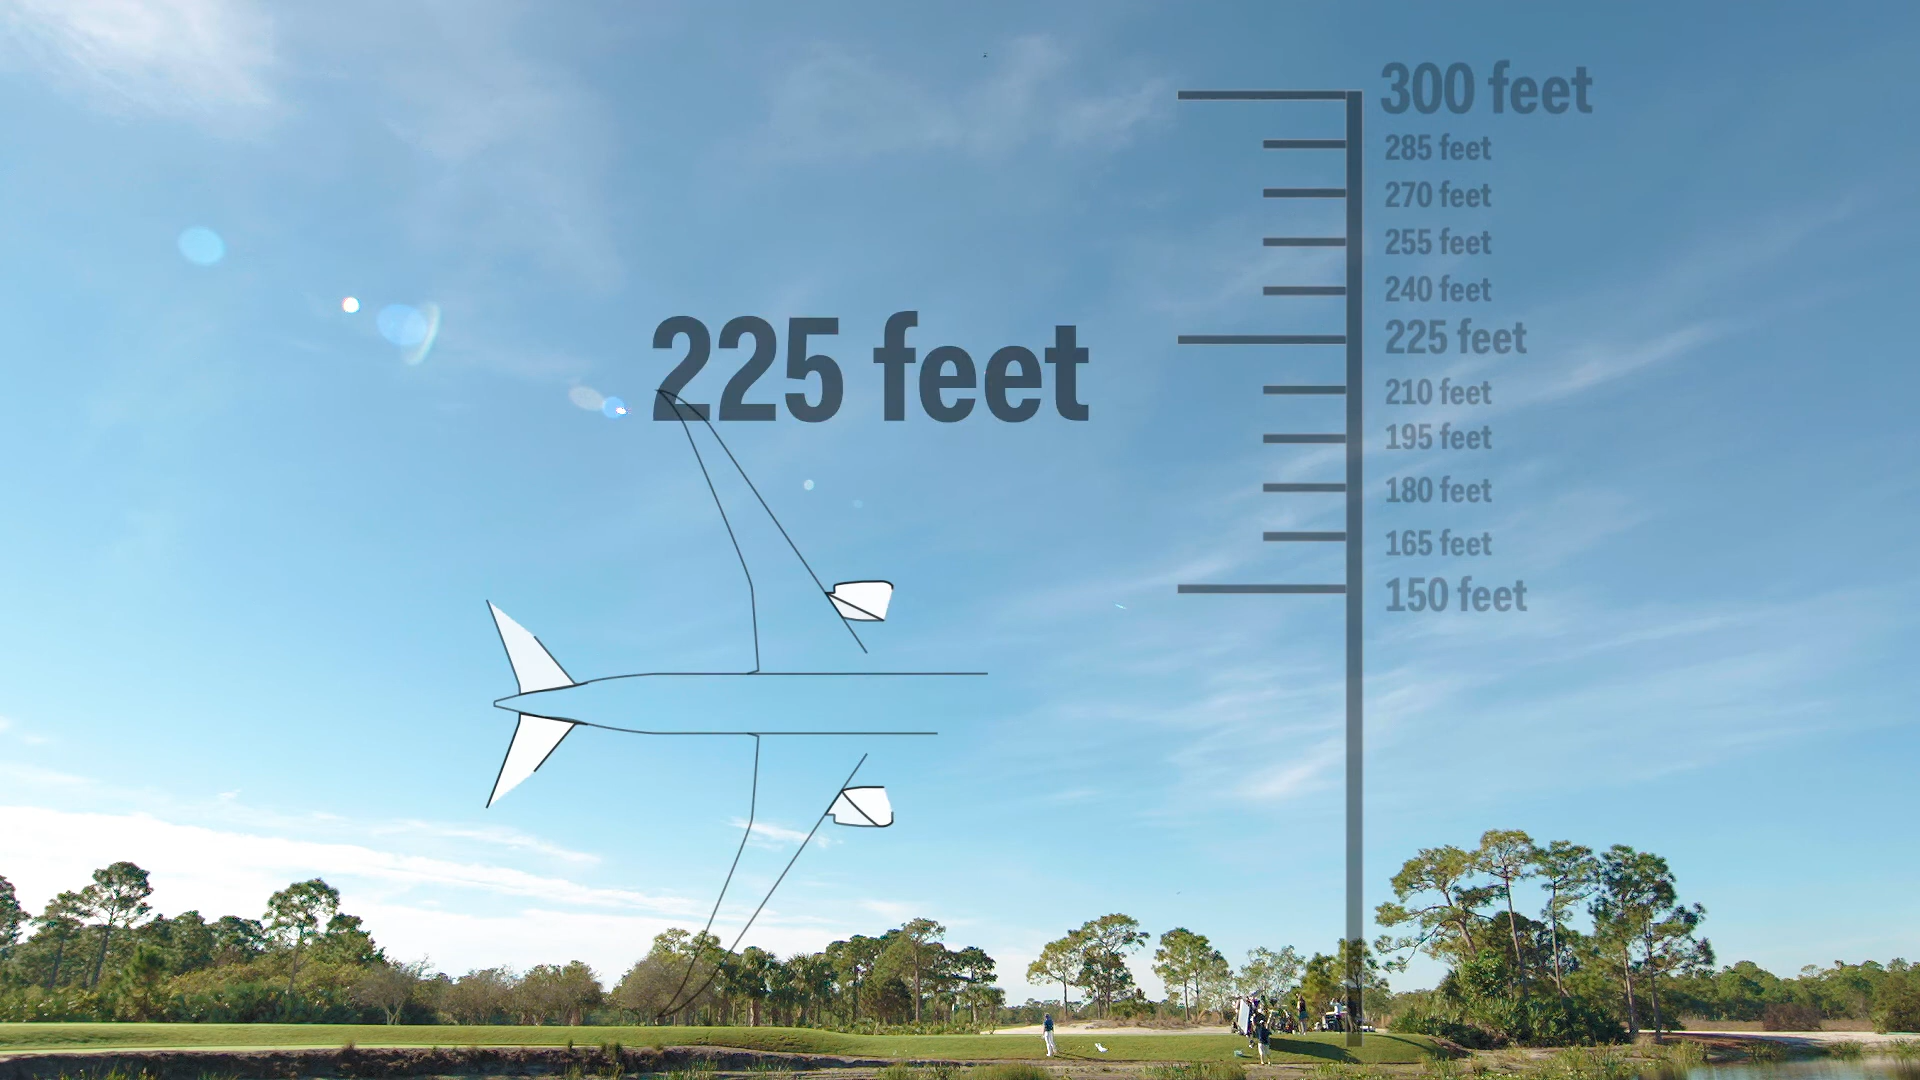 300 feet
285 feet
270 feet
255 feet
240 feet
225 feet
225 feet
210 feet
195 feet
180 feet
165 feet
150 feet